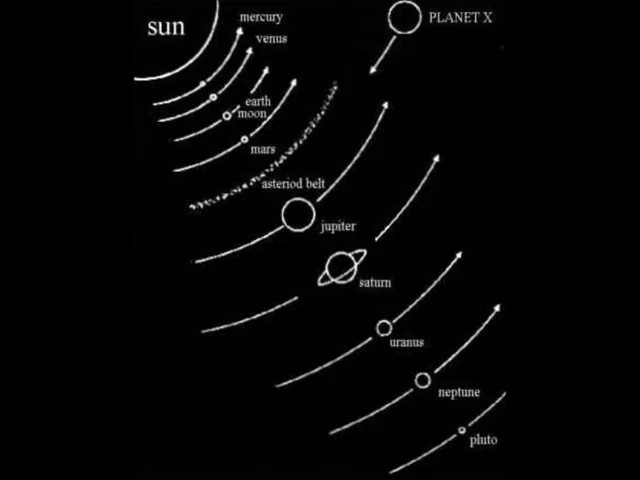 sun
mercury
PLANET X
venus
earth
moon
mars
asteriod belt
jupiter
saturn
uranus
neptune
pluto